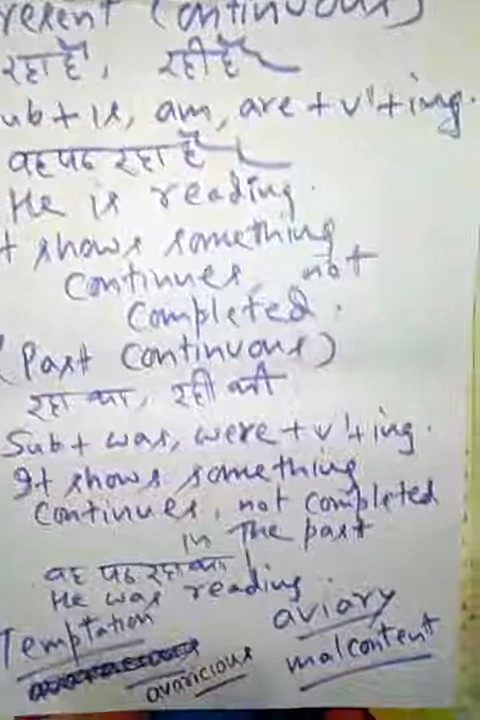 resent (Continuous)
रहा है, रही है
ub + is, am, are + v'+ing.
वह पढ़ रहा है।
He is reading.
t shows something
continues not
completed.
(Past Continuous)
रहा था, रही थी
Sub + was, were + v'+ing.
It shows something
continues, not completed
in the past
वह पढ़ रहा था।
He was reading.
Temptation aviary
avaricious malcontent